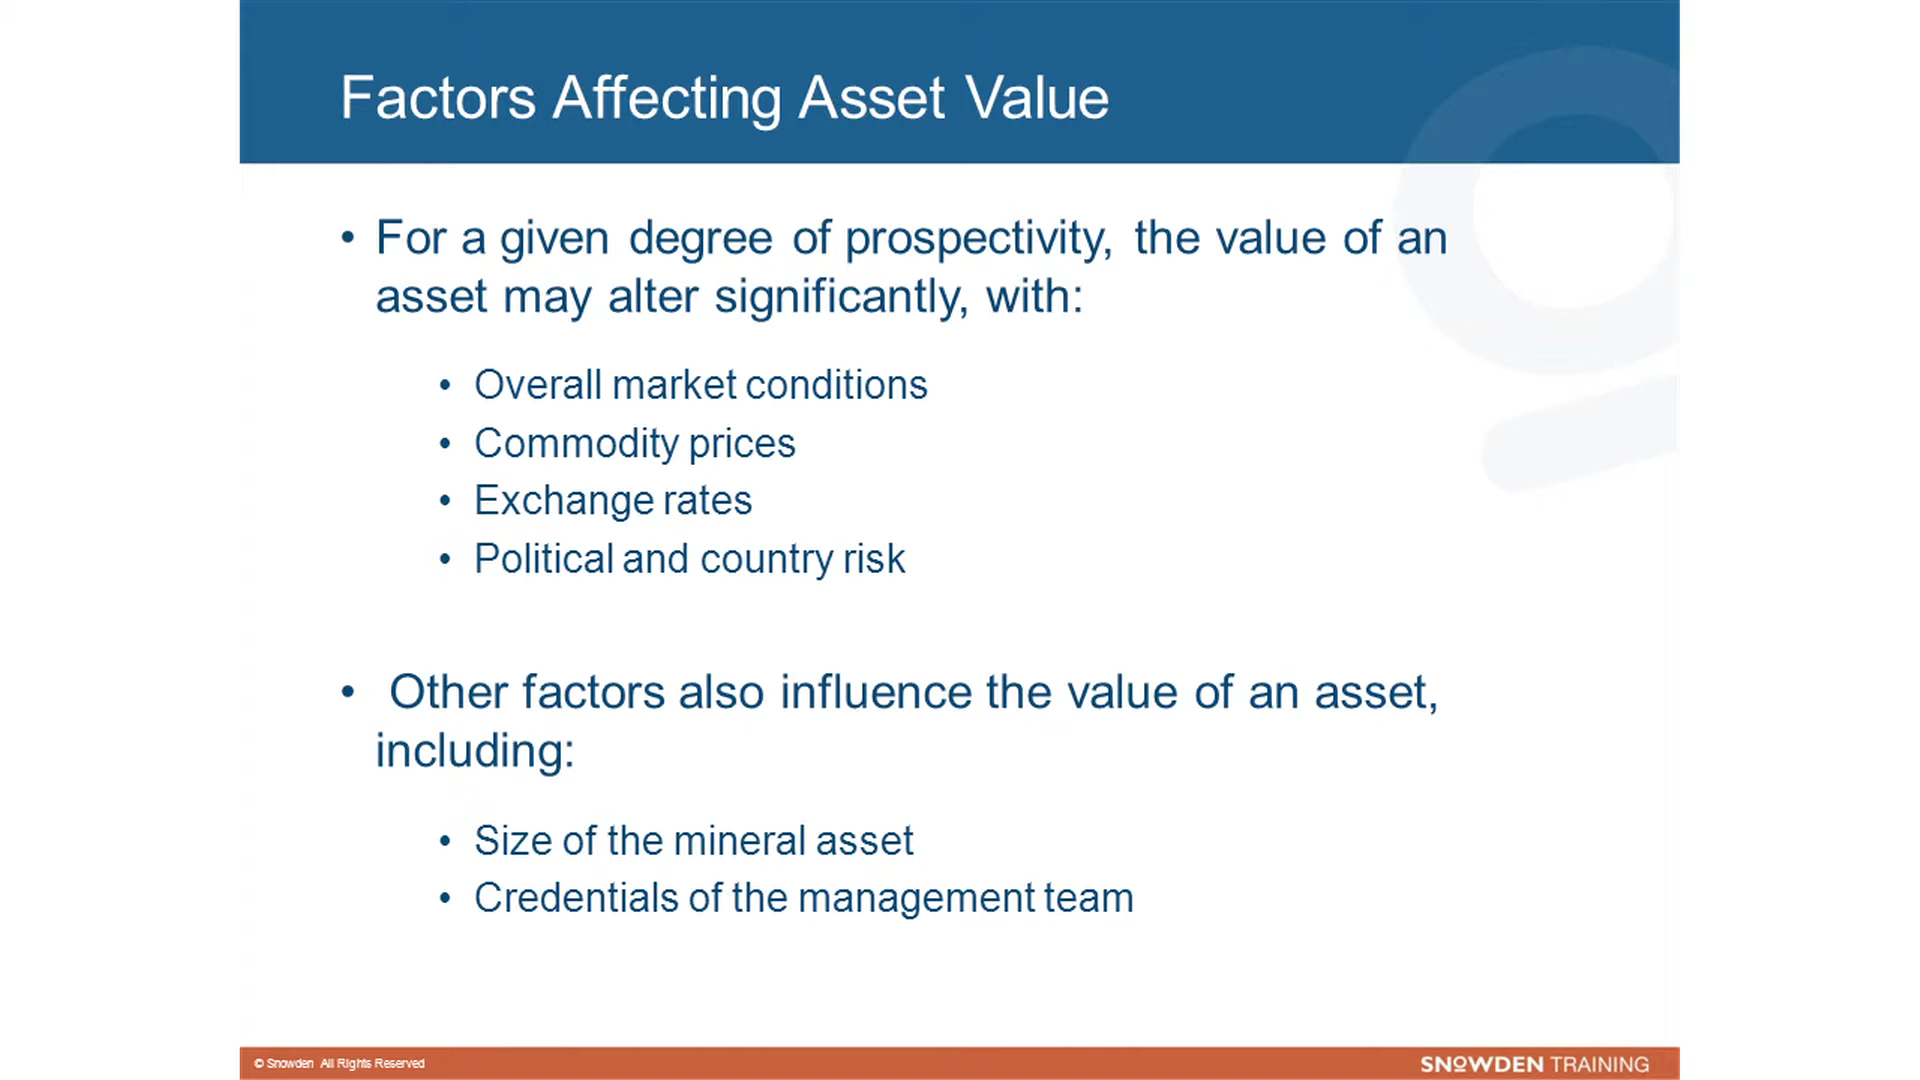 Factors Affecting Asset Value
• For a given degree of prospectivity, the value of an
asset may alter significantly, with:
• Overall market conditions
• Commodity prices
• Exchange rates
• Political and country risk
• Other factors also influence the value of an asset,
including:
• Size of the mineral asset
• Credentials of the management team
© Snowden All Rights Reserved
SNOWDEN TRAINING